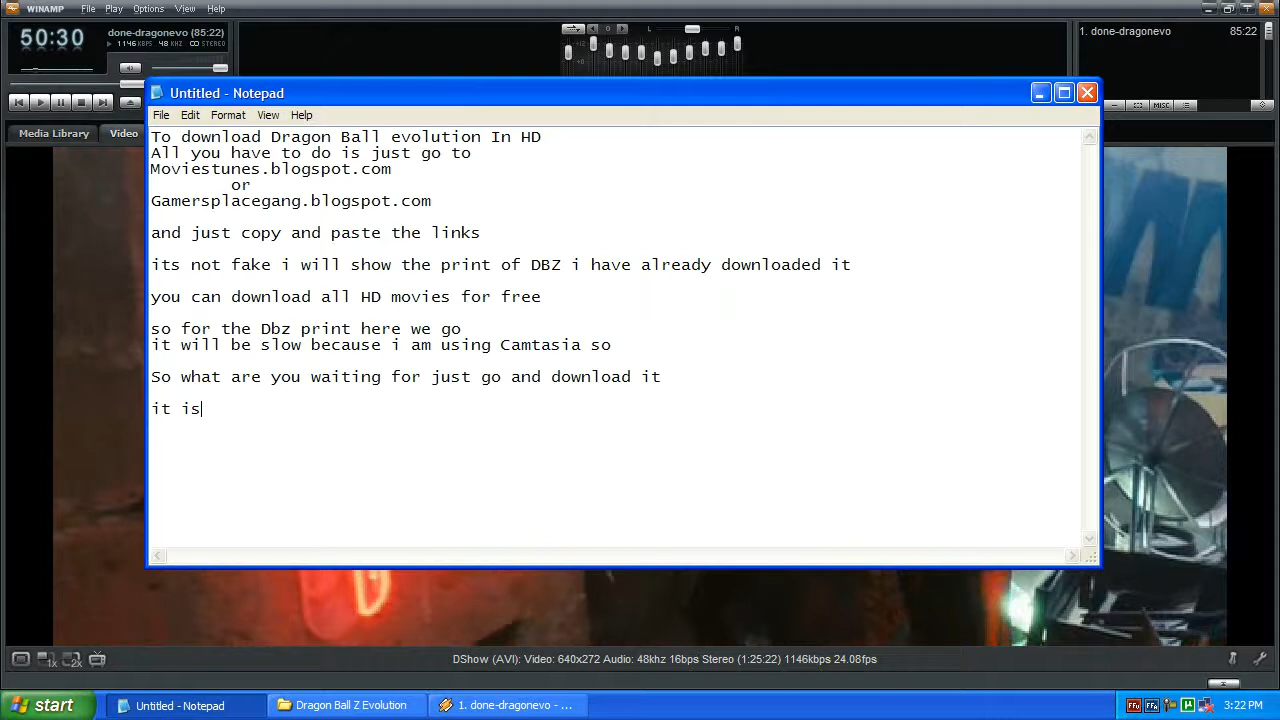 WINAMP File Play Options View Help
50:30
done-dragonevo (85:22)
1146 KBPS 48 KHZ STEREO
L R
+12
+0
1. done-dragonevo 85:22
MISC
Media Library Video
Untitled - Notepad
File Edit Format View Help
To download Dragon Ball evolution In HD
All you have to do is just go to
Moviestunes.blogspot.com
or
Gamersplacegang.blogspot.com
and just copy and paste the links
its not fake i will show the print of DBZ i have already downloaded it
you can download all HD movies for free
so for the Dbz print here we go
it will be slow because i am using Camtasia so
So what are you waiting for just go and download it
it is
1x 2x
DShow (AVI): Video: 640x272 Audio: 48khz 16bps Stereo (1:25:22) 1146kbps 24.08fps
start Untitled - Notepad Dragon Ball Z Evolution 1. done-dragonevo - ... 3:22 PM